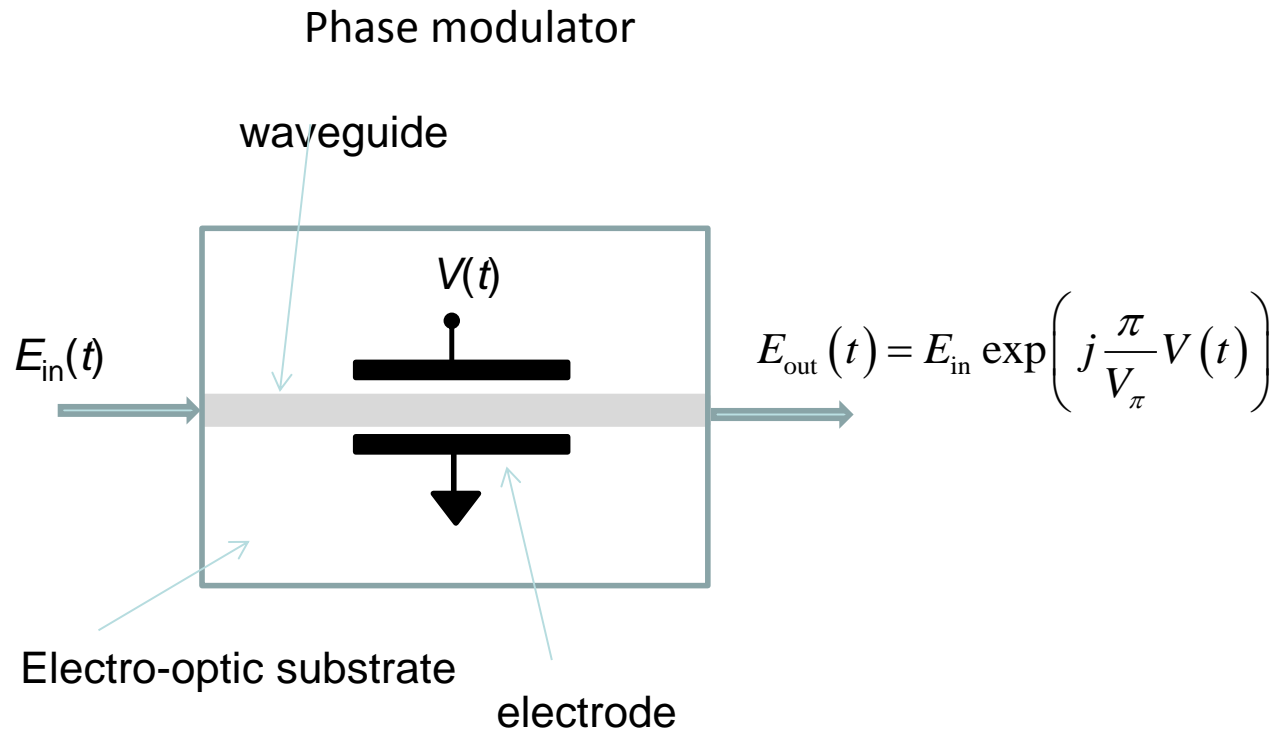 Phase modulator
waveguide
V(t)
E_in(t)
E_out (t) = E_in exp( j π/V_π V (t) )
Electro-optic substrate
electrode